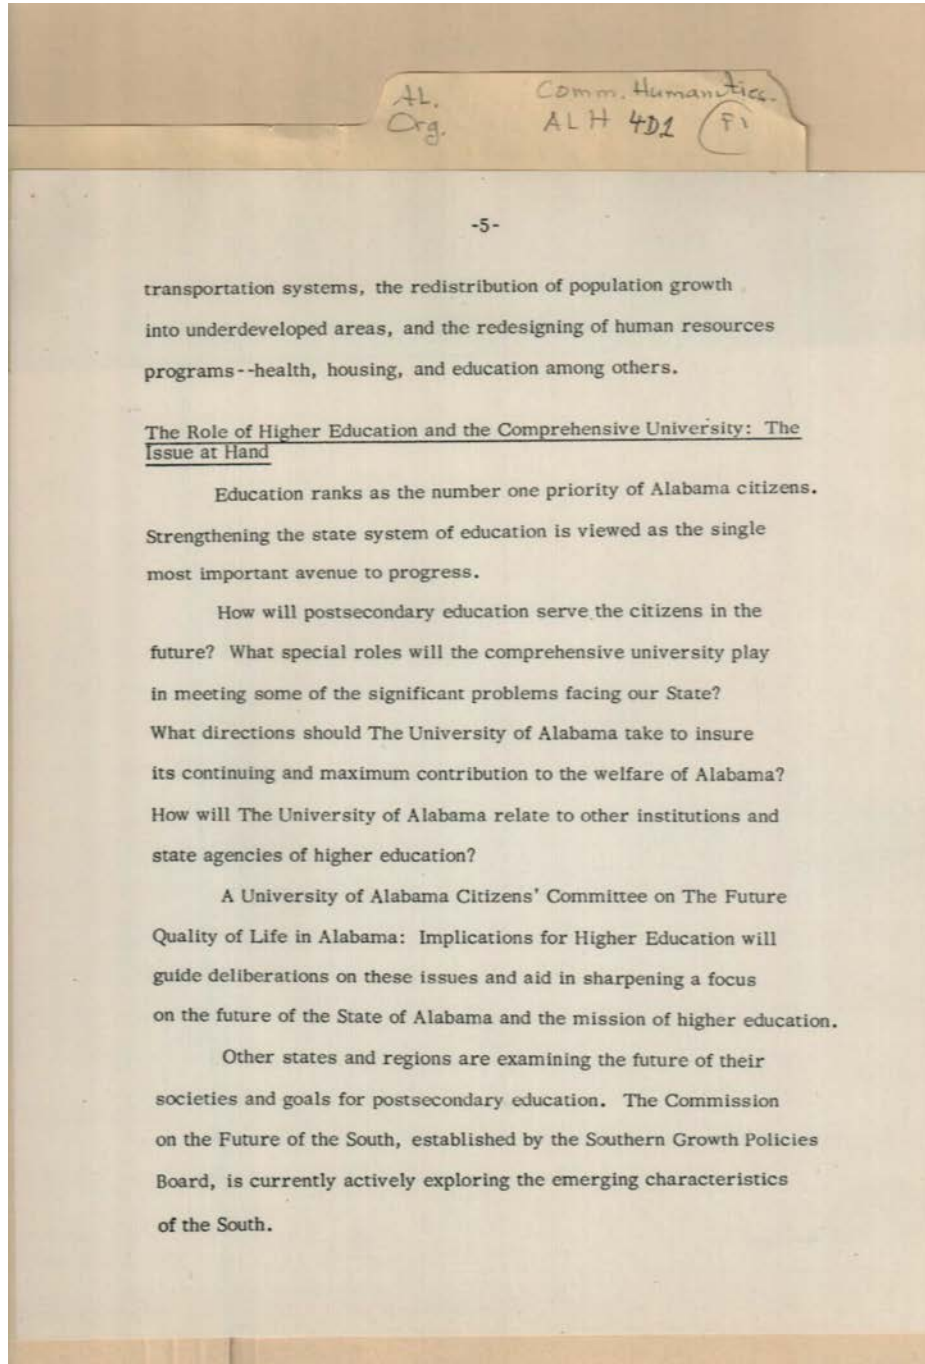 AL. Comm. Humanities.
Org. ALH 4D1 F1
-5-
transportation systems, the redistribution of population growth
into underdeveloped areas, and the redesigning of human resources
programs--health, housing, and education among others.
The Role of Higher Education and the Comprehensive University: The
Issue at Hand
Education ranks as the number one priority of Alabama citizens.
Strengthening the state system of education is viewed as the single
most important avenue to progress.
How will postsecondary education serve the citizens in the
future? What special roles will the comprehensive university play
in meeting some of the significant problems facing our State?
What directions should The University of Alabama take to insure
its continuing and maximum contribution to the welfare of Alabama?
How will The University of Alabama relate to other institutions and
state agencies of higher education?
A University of Alabama Citizens' Committee on The Future
Quality of Life in Alabama: Implications for Higher Education will
guide deliberations on these issues and aid in sharpening a focus
on the future of the State of Alabama and the mission of higher education.
Other states and regions are examining the future of their
societies and goals for postsecondary education. The Commission
on the Future of the South, established by the Southern Growth Policies
Board, is currently actively exploring the emerging characteristics
of the South.